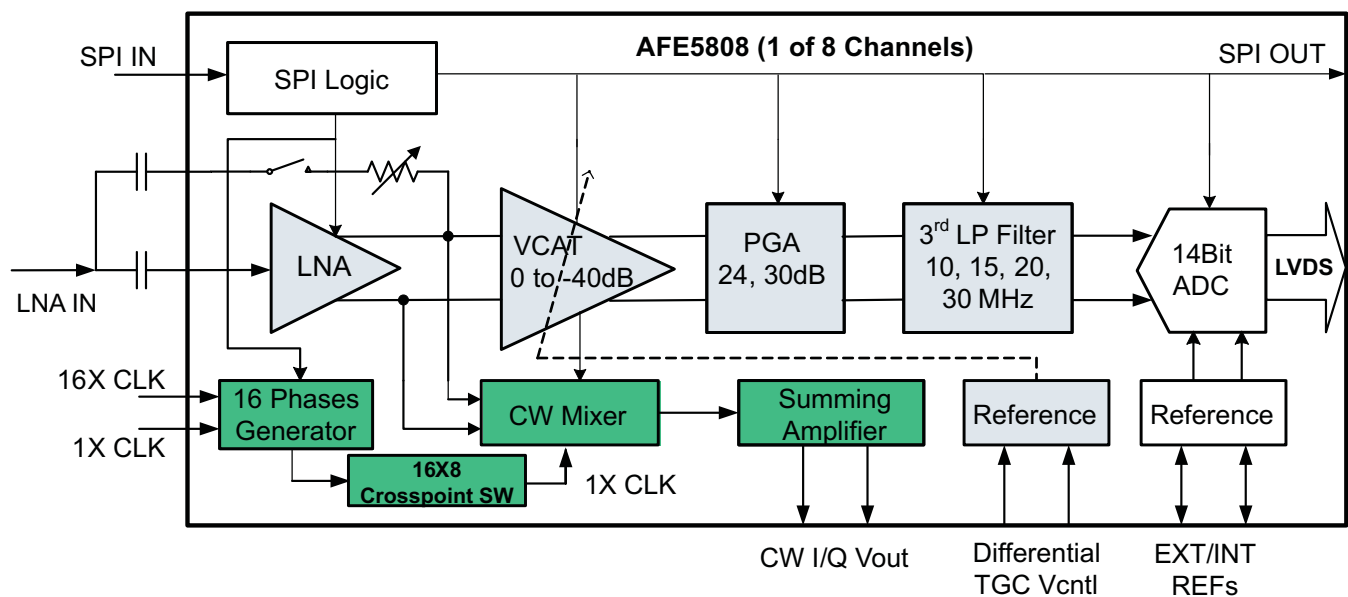 AFE5808 (1 of 8 Channels)
SPI IN
SPI Logic
SPI OUT
LNA IN
LNA
VCAT
0 to -40dB
PGA
24, 30dB
3rd LP Filter
10, 15, 20,
30 MHz
14Bit
ADC
LVDS
16X CLK
1X CLK
16 Phases
Generator
16X8
Crosspoint SW
CW Mixer
1X CLK
Summing
Amplifier
Reference
Reference
CW I/Q Vout
Differential
TGC Vcntl
EXT/INT
REFs